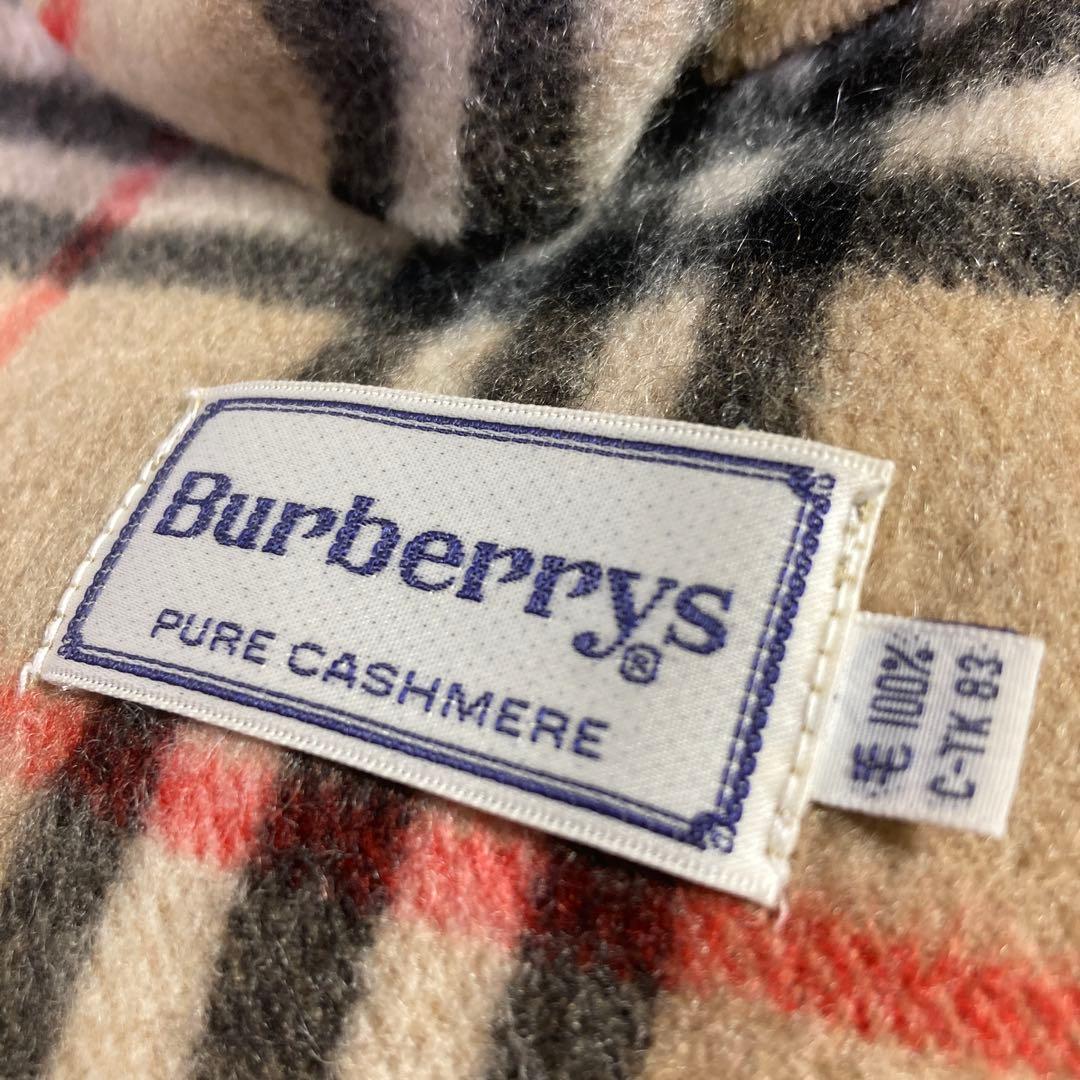 Burberrys®
PURE CASHMERE
毛 100%
C-TK 83